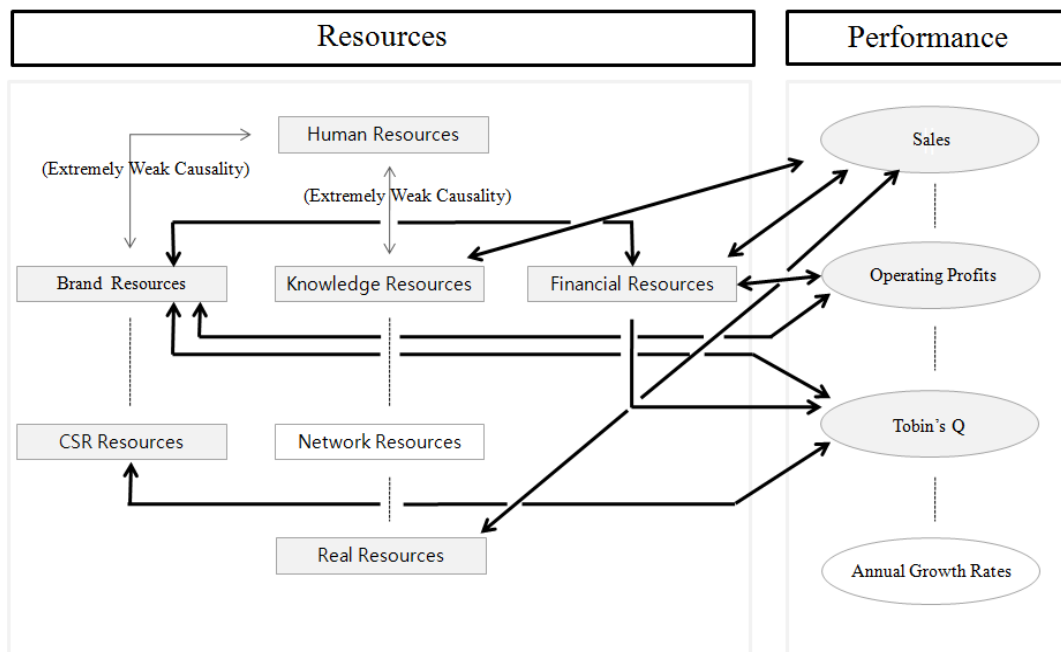 Resources
Performance
Human Resources
Sales
(Extremely Weak Causality)
(Extremely Weak Causality)
Brand Resources
Knowledge Resources
Financial Resources
Operating Profits
CSR Resources
Network Resources
Tobin's Q
Real Resources
Annual Growth Rates